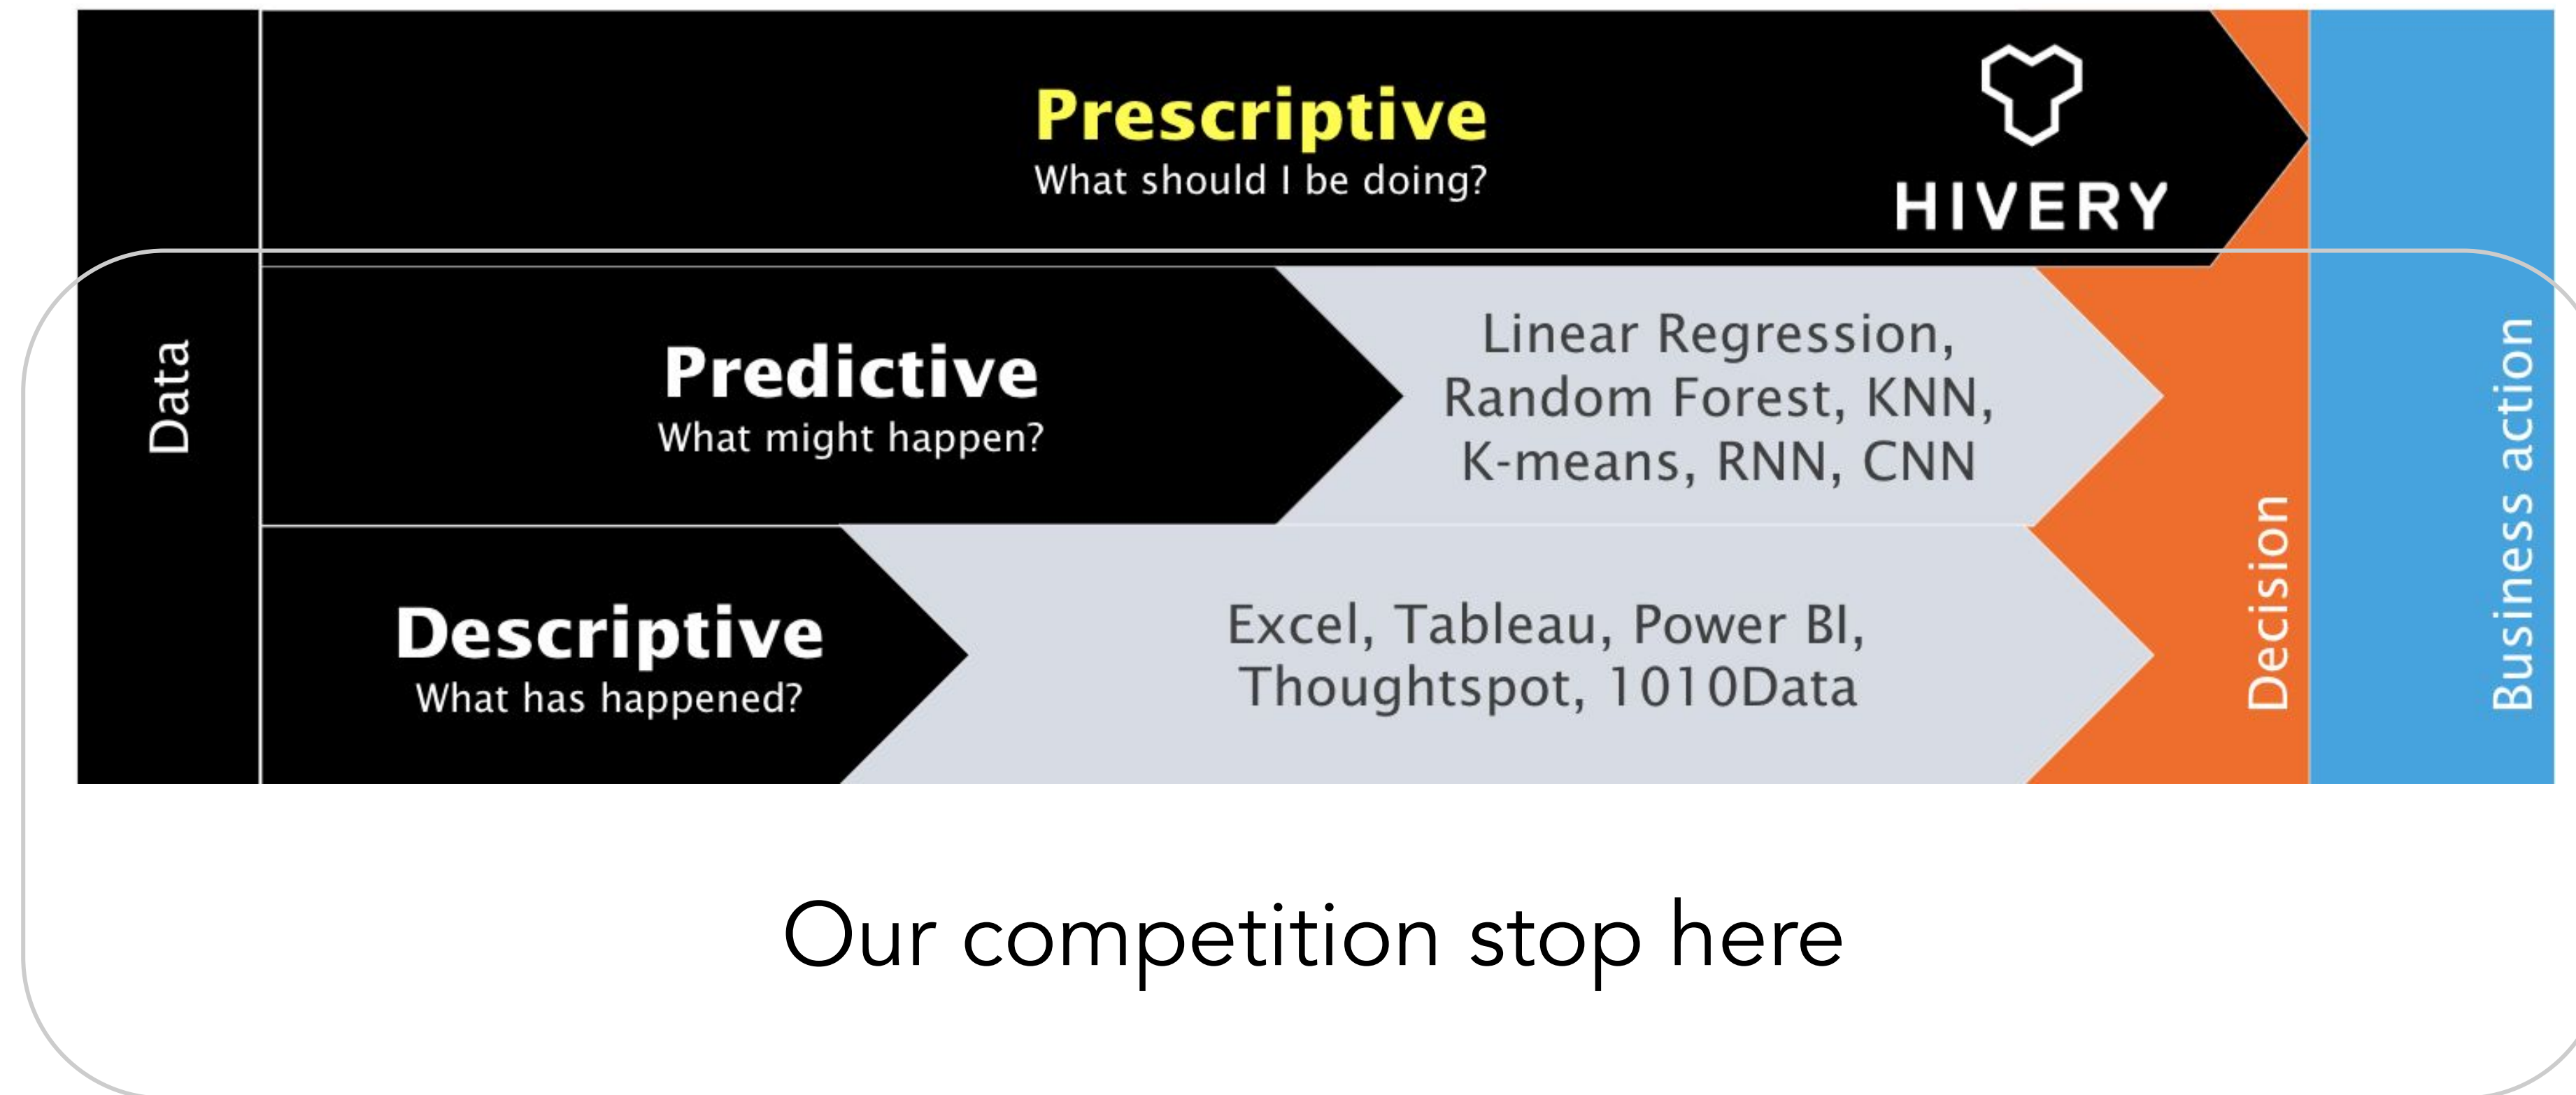 Prescriptive
What should I be doing?
HIVERY
Data
Predictive
What might happen?
Linear Regression,
Random Forest, KNN,
K-means, RNN, CNN
Descriptive
What has happened?
Excel, Tableau, Power BI,
Thoughtspot, 1010Data
Decision
Business action
Our competition stop here